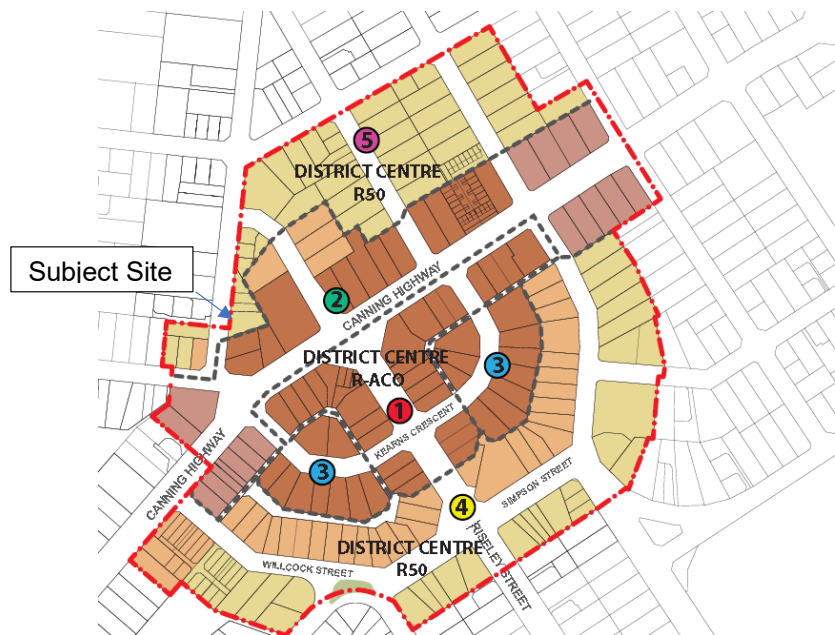 5
DISTRICT CENTRE
R50
Subject Site
2
CANNING HIGHWAY
DISTRICT CENTRE
R-ACO
3
1
KEARNS CRESCENT
3
CANNING HIGHWAY
4
SIMPSON STREET
RISELEY STREET
DISTRICT CENTRE
R50
WILLCOCK STREET